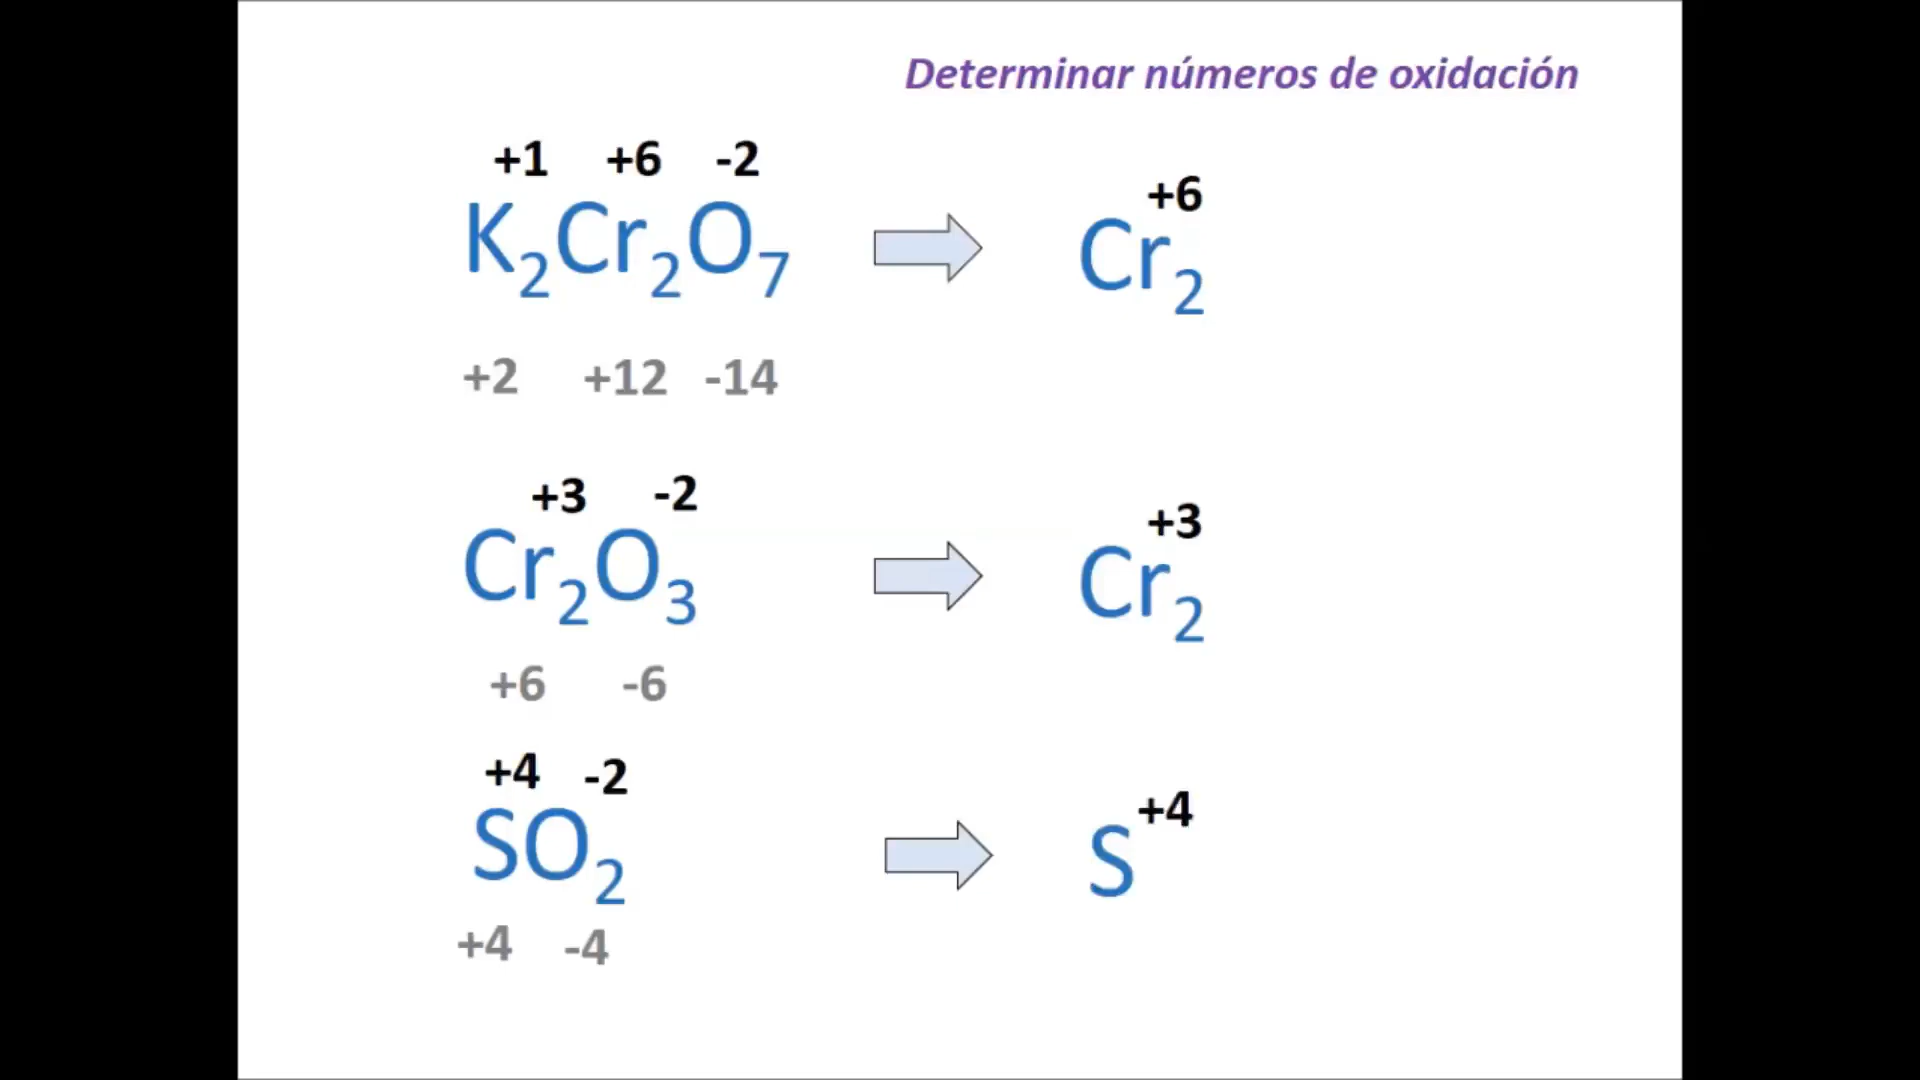 Determinar números de oxidación
+1 +6 -2
K₂Cr₂O₇
+2 +12 -14
+6
Cr₂
+3 -2
Cr₂O₃
+6 -6
+3
Cr₂
+4 -2
SO₂
+4 -4
+4
S